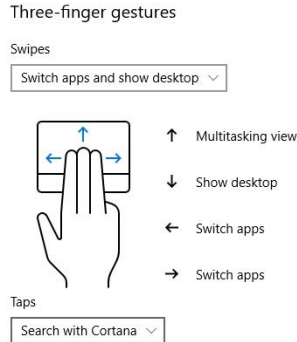 Three-finger gestures
Swipes
Switch apps and show desktop
↑ Multitasking view
↓ Show desktop
← Switch apps
→ Switch apps
Taps
Search with Cortana